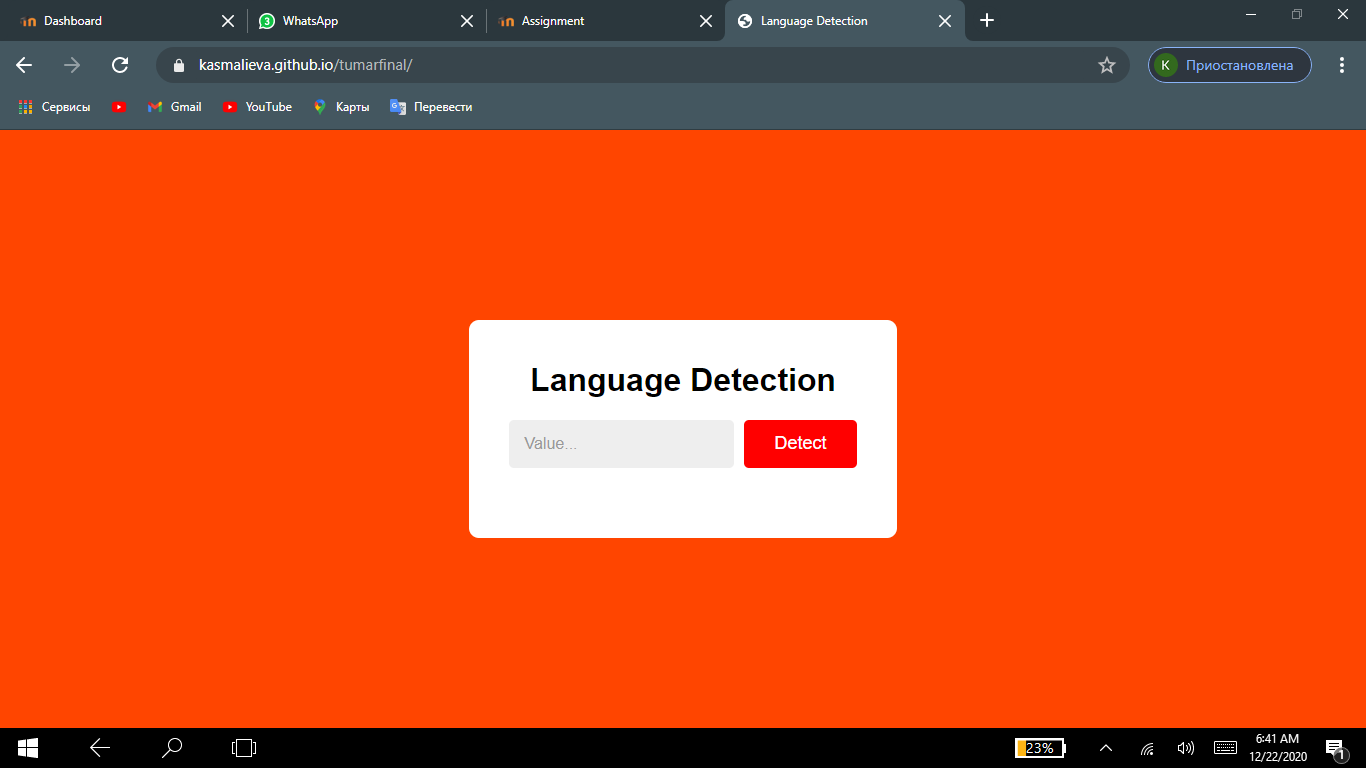 Dashboard
3
WhatsApp
Assignment
Language Detection
kasmalieva.github.io/tumarfinal/
K
Приостановлена
Сервисы
Gmail
YouTube
Карты
Перевести
Language Detection
Value...
Detect
23%
6:41 AM
12/22/2020
1